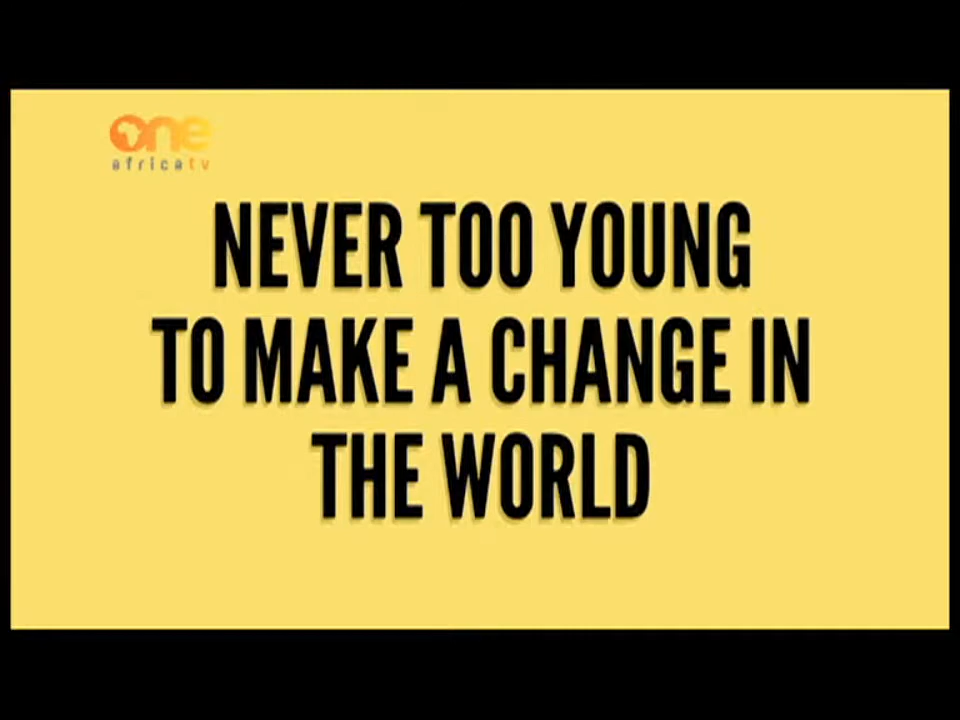 one
africa tv
NEVER TOO YOUNG
TO MAKE A CHANGE IN
THE WORLD